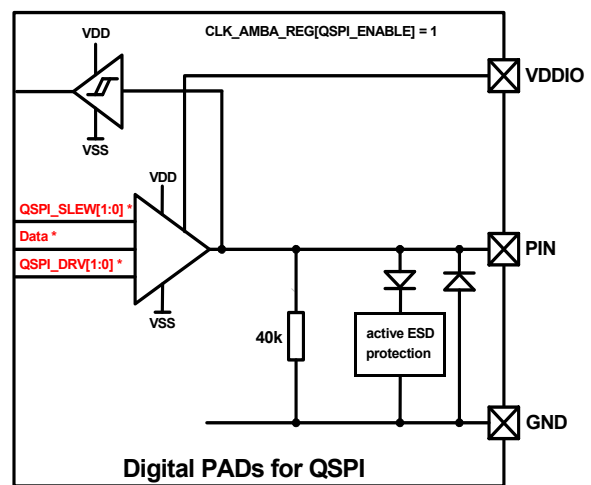 VDD
CLK_AMBA_REG[QSPI_ENABLE] = 1
VDDIO
VSS
VDD
QSPI_SLEW[1:0] *
Data *
QSPI_DRV[1:0] *
PIN
VSS
40k
active ESD
protection
GND
Digital PADs for QSPI